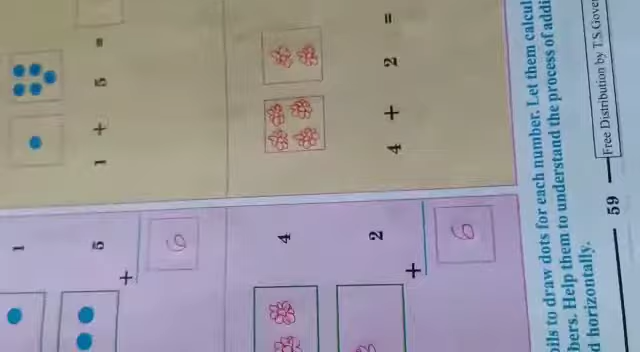 1 + 5 =
4 + 2 =
1
+ 5
6
4
+ 2
6
ils to draw dots for each number. Let them calcul
bers. Help them to understand the process of addi
d horizontally.
59
Free Distribution by T.S.Gover